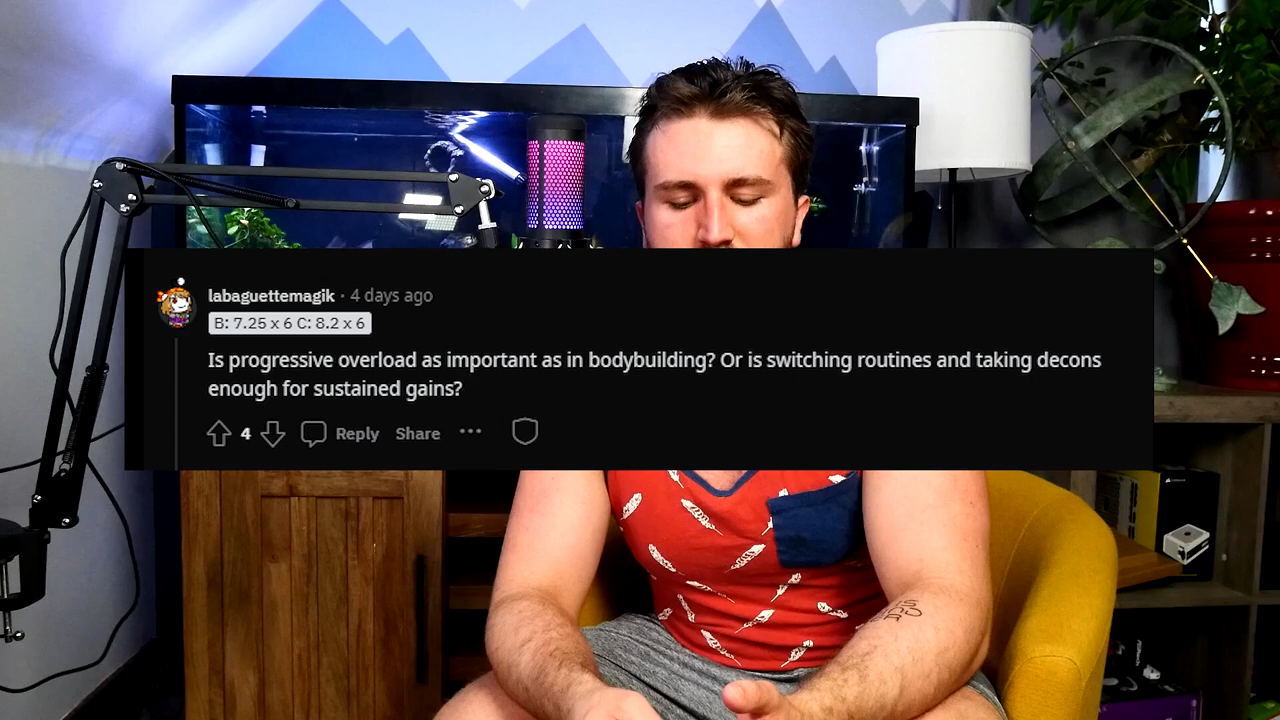 labaguettemagik · 4 days ago
B: 7.25 x 6 C: 8.2 x 6
Is progressive overload as important as in bodybuilding? Or is switching routines and taking decons
enough for sustained gains?
4 Reply Share ···